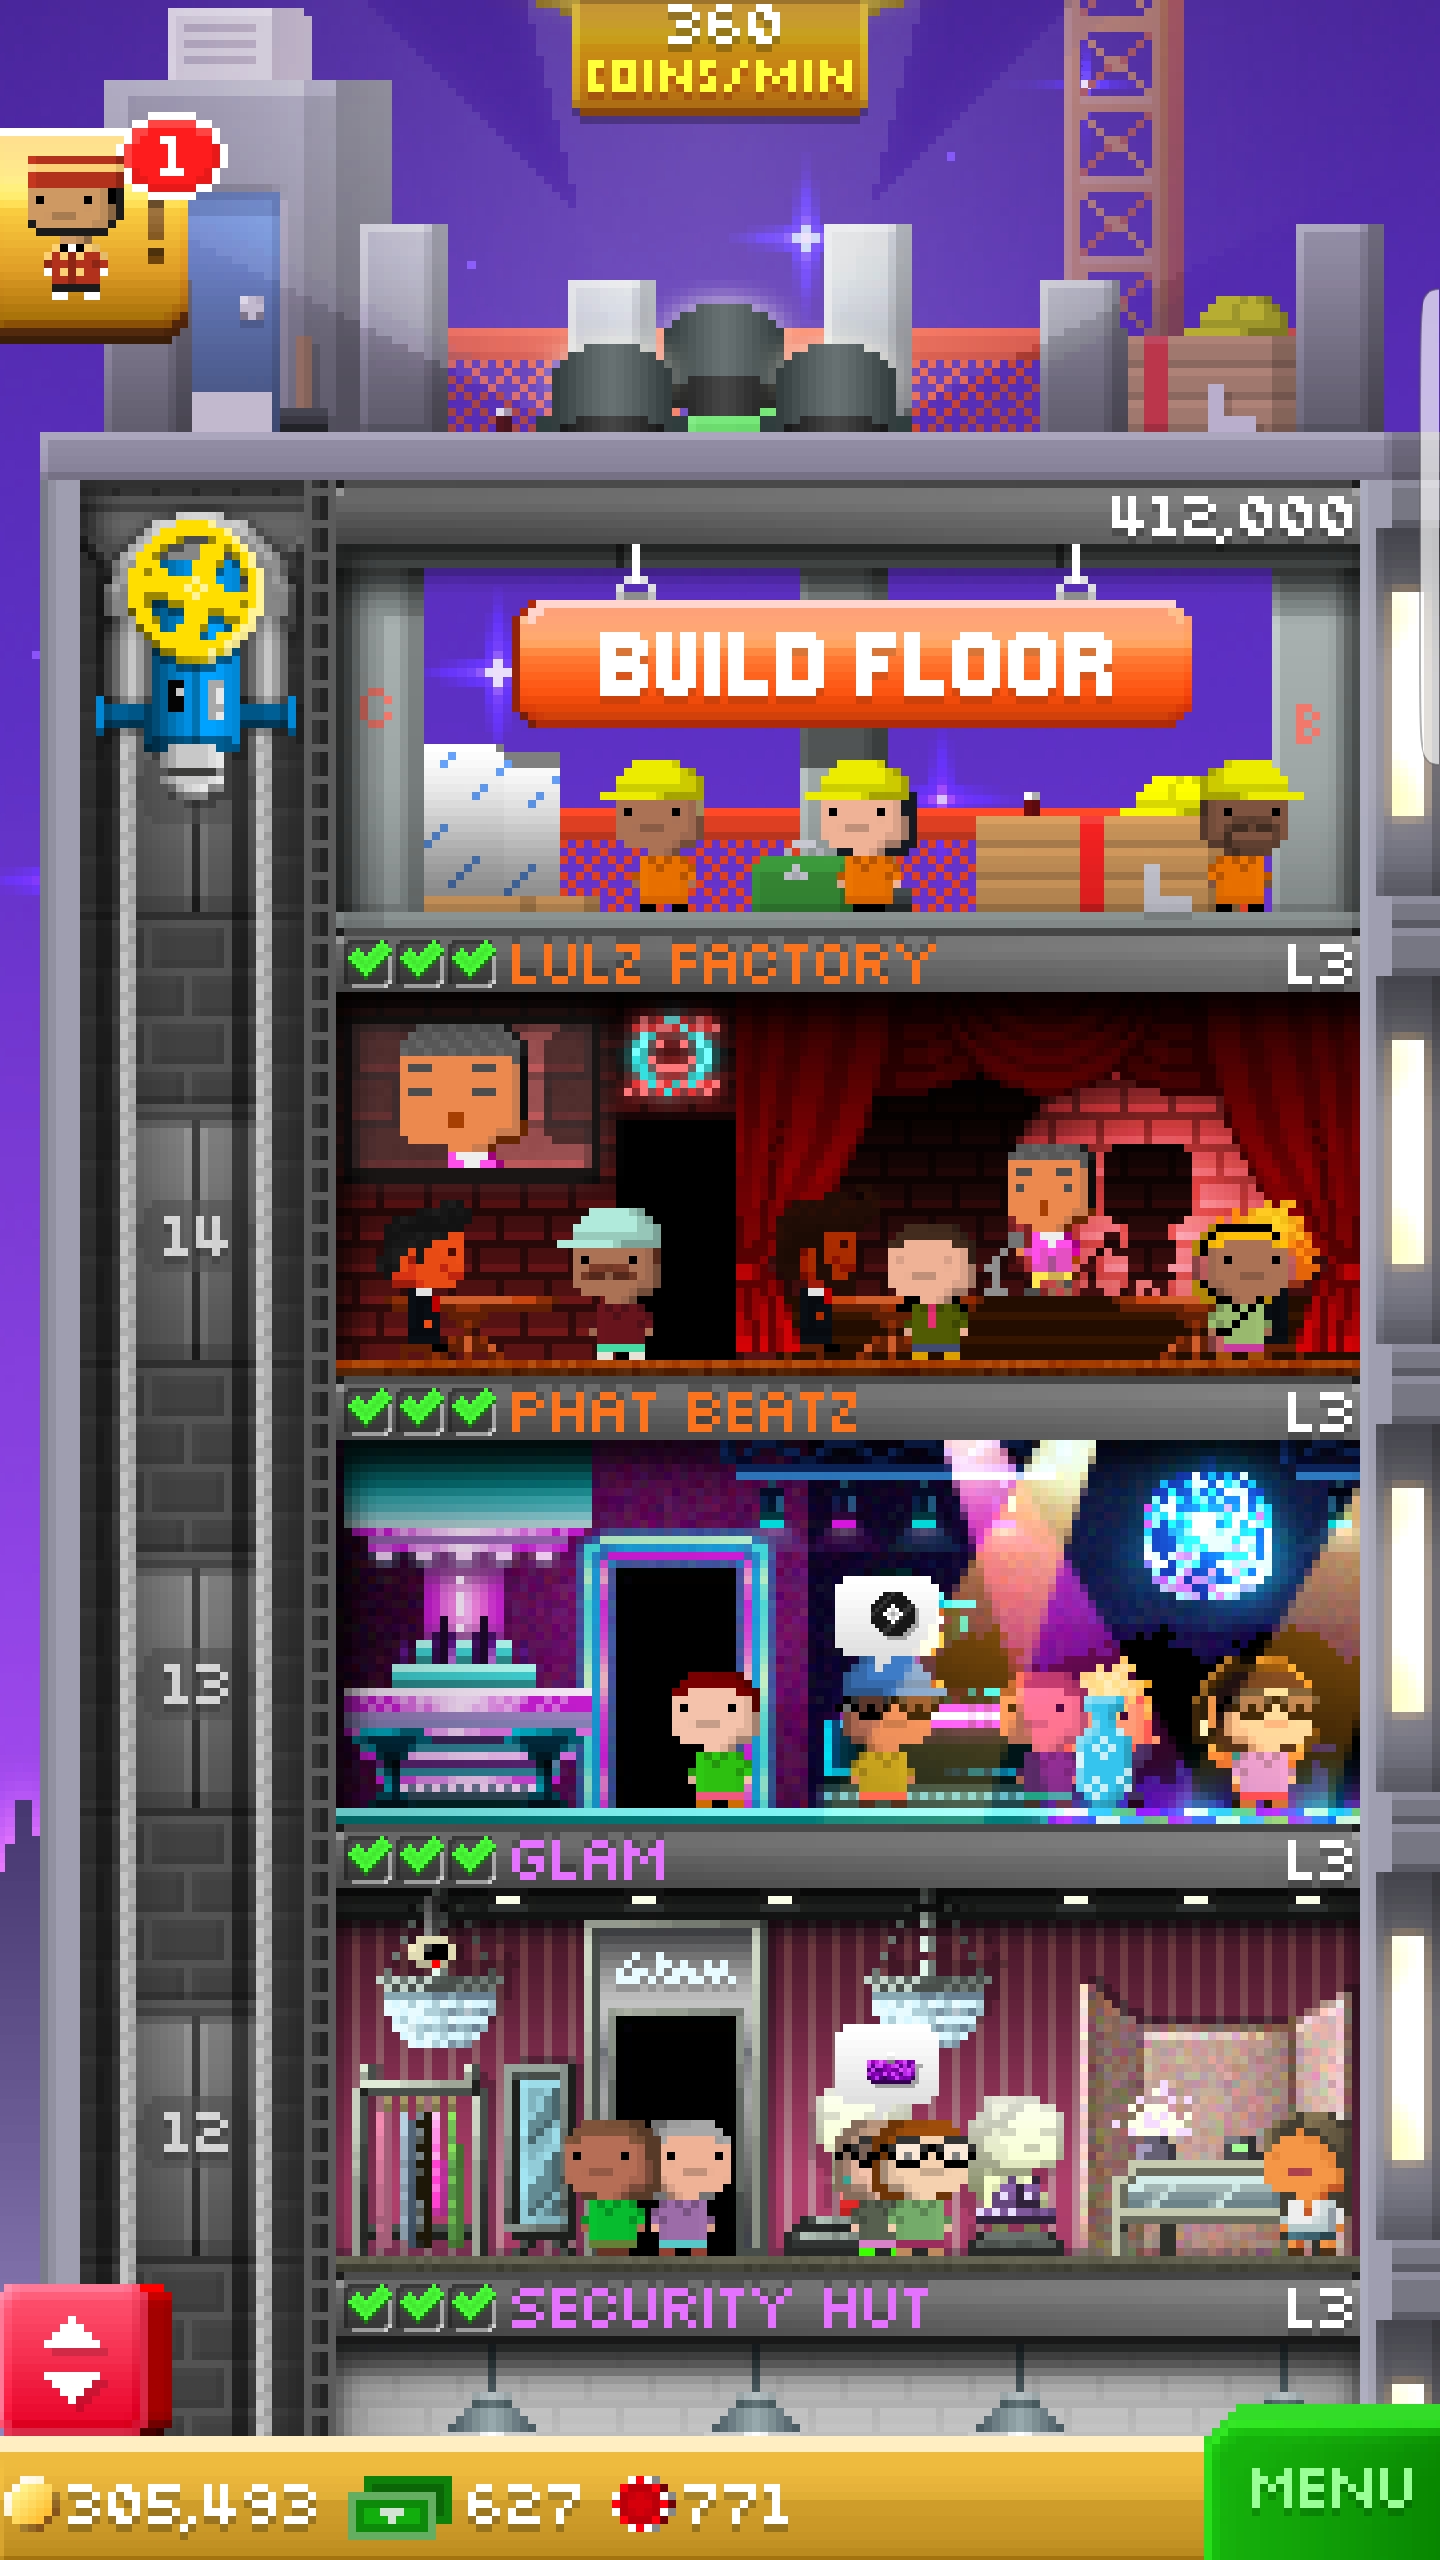 360
COINS/MIN
1
!
412,000
BUILD FLOOR
C
B
LULZ FACTORY L3
14
PHAT BEATZ L3
13
GLAM L3
Glam
12
SECURITY HUT L3
305,493 627 771
MENU